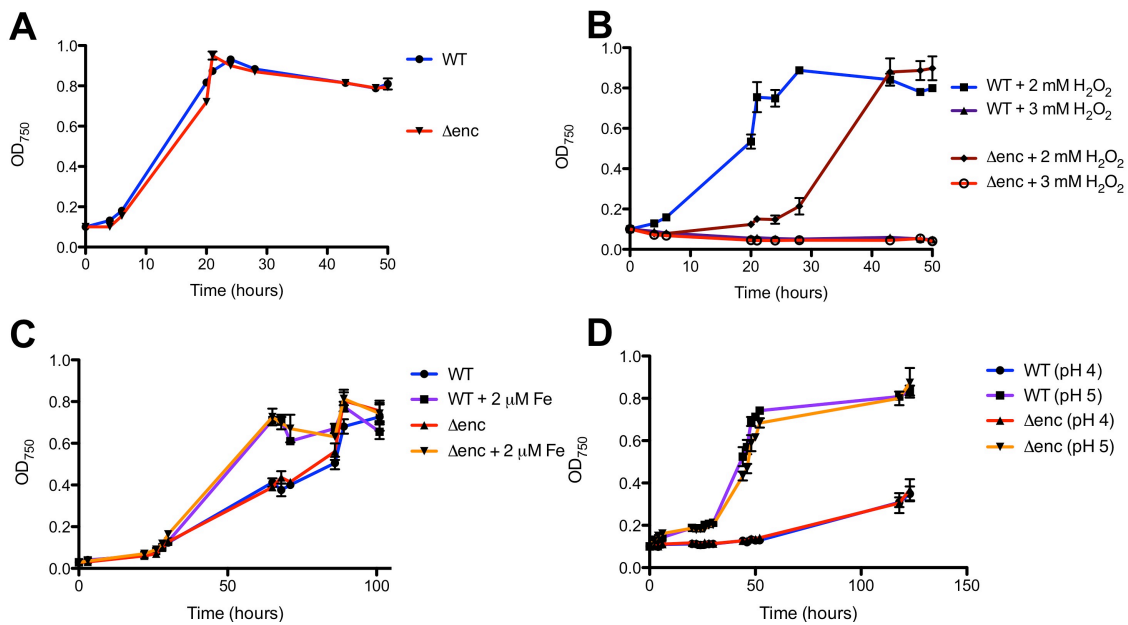 A
1.0
0.8
0.6
0.4
0.2
0.0
OD750
0 10 20 30 40 50
Time (hours)
WT
Δenc
B
1.0
0.8
0.6
0.4
0.2
0.0
OD750
0 10 20 30 40 50
Time (hours)
WT + 2 mM H2O2
WT + 3 mM H2O2
Δenc + 2 mM H2O2
Δenc + 3 mM H2O2
C
1.0
0.8
0.6
0.4
0.2
0.0
OD750
0 50 100
Time (hours)
WT
WT + 2 μM Fe
Δenc
Δenc + 2 μM Fe
D
1.0
0.8
0.6
0.4
0.2
0.0
OD750
0 50 100 150
Time (hours)
WT (pH 4)
WT (pH 5)
Δenc (pH 4)
Δenc (pH 5)